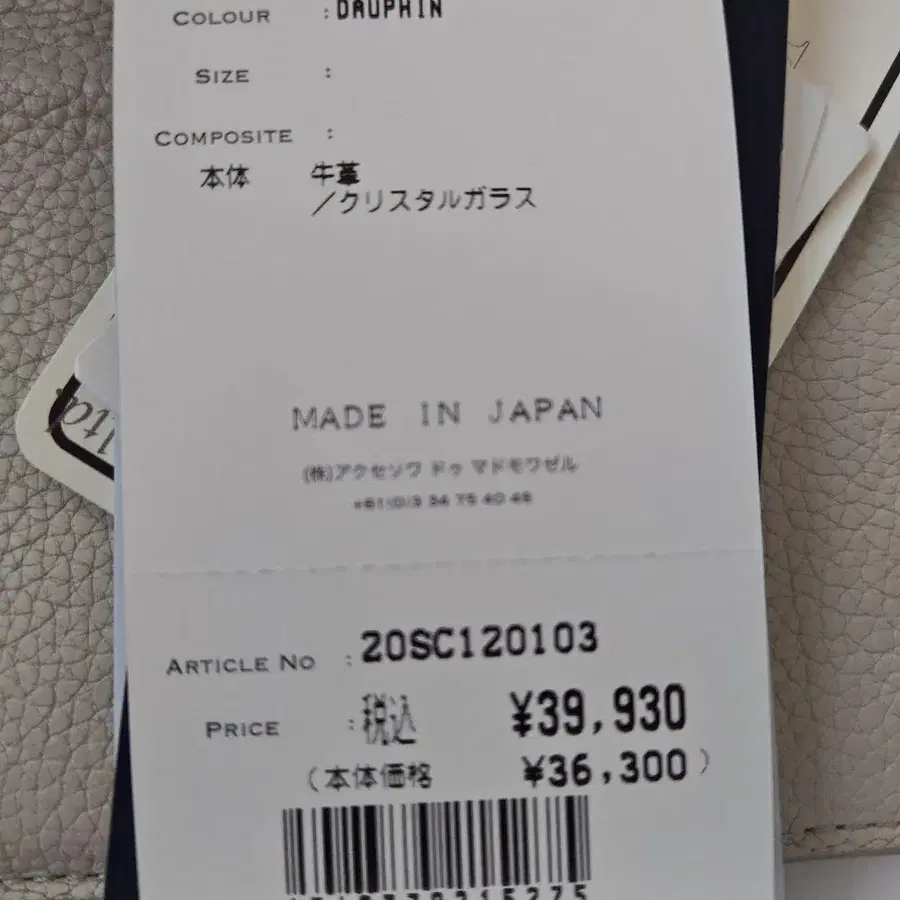 COLOUR : DAUPHIN
SIZE :
COMPOSITE :
本体 牛革
／クリスタルガラス
MADE IN JAPAN
(株)アクセソワ ドゥ マドモワゼル
ARTICLE NO : 20SC120103
PRICE : 税込 ¥39,930
(本体価格 ¥36,300)